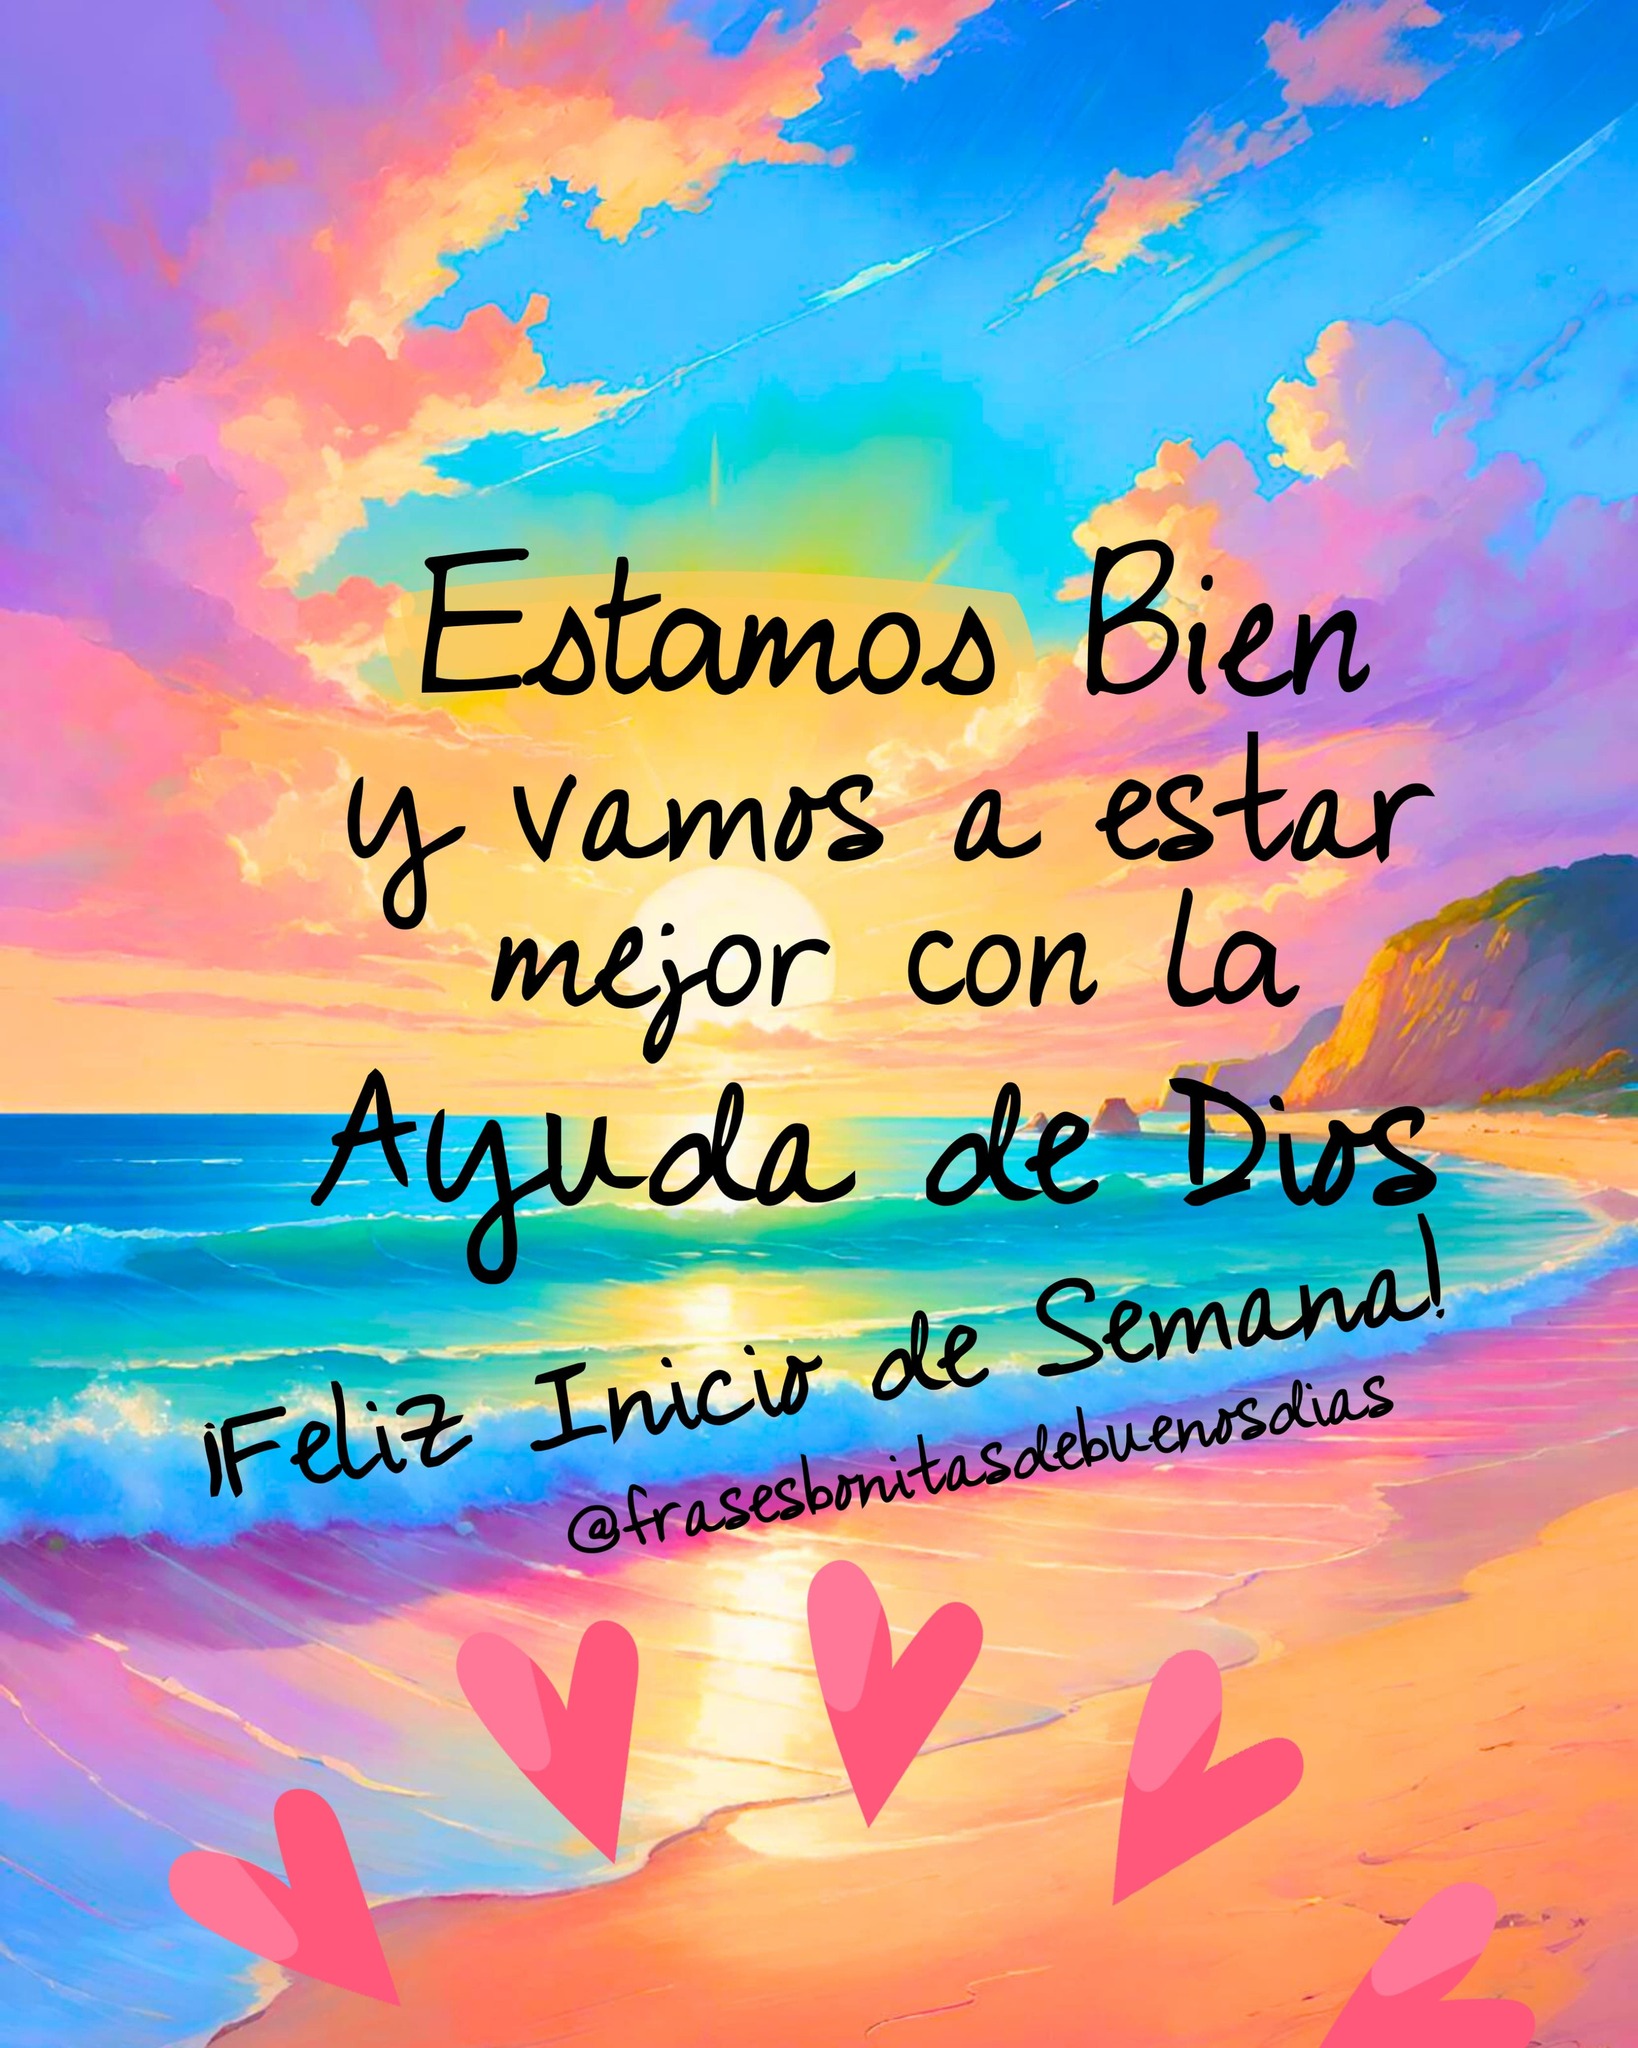 Estamos Bien
y vamos a estar
mejor con la
Ayuda de Dios
¡Feliz Inicio de Semana!
@frasesbonitasdebuenosdias